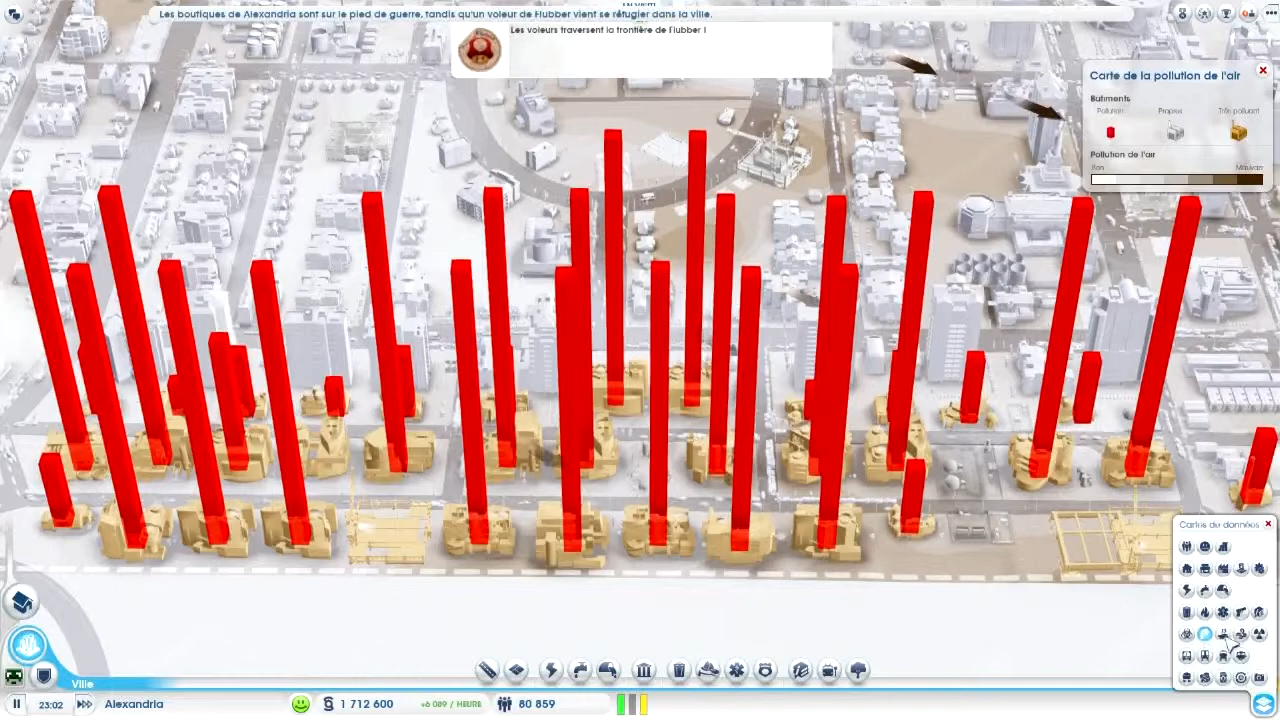 Les boutiques de Alexandria sont sur le pied de guerre, tandis qu'un voleur de Flubber vient se réfugier dans la ville.
Les voleurs traversent la frontière de Flubber !
Carte de la pollution de l'air
Bâtiments
Pollution Propres Très polluant
Pollution de l'air
Bon Mauvais
Cartes de données
Ville
23:02 Alexandria 1 712 600 +6 089 / HEURE 80 859